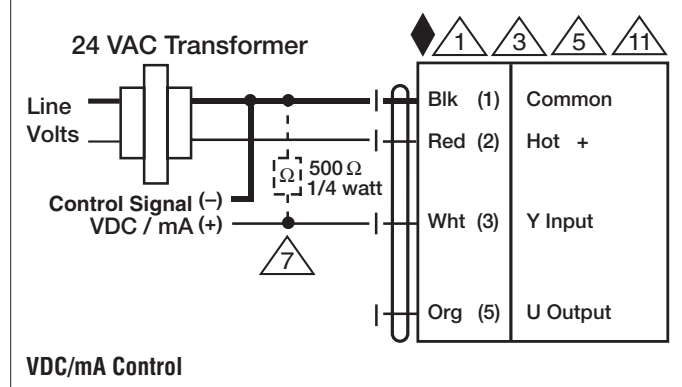 24 VAC Transformer
1 3 5 11
Line
Volts
Blk (1) Common
Red (2) Hot +
Ω 500 Ω
1/4 watt
Control Signal (–)
VDC / mA (+)
Wht (3) Y Input
7
Org (5) U Output
VDC/mA Control